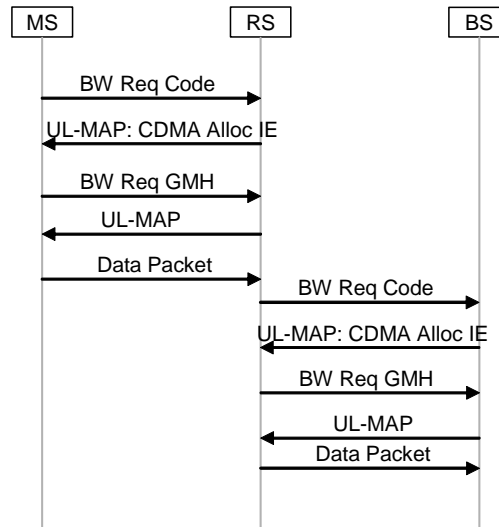 MS
RS
BS
BW Req Code
UL-MAP: CDMA Alloc IE
BW Req GMH
UL-MAP
Data Packet
BW Req Code
UL-MAP: CDMA Alloc IE
BW Req GMH
UL-MAP
Data Packet